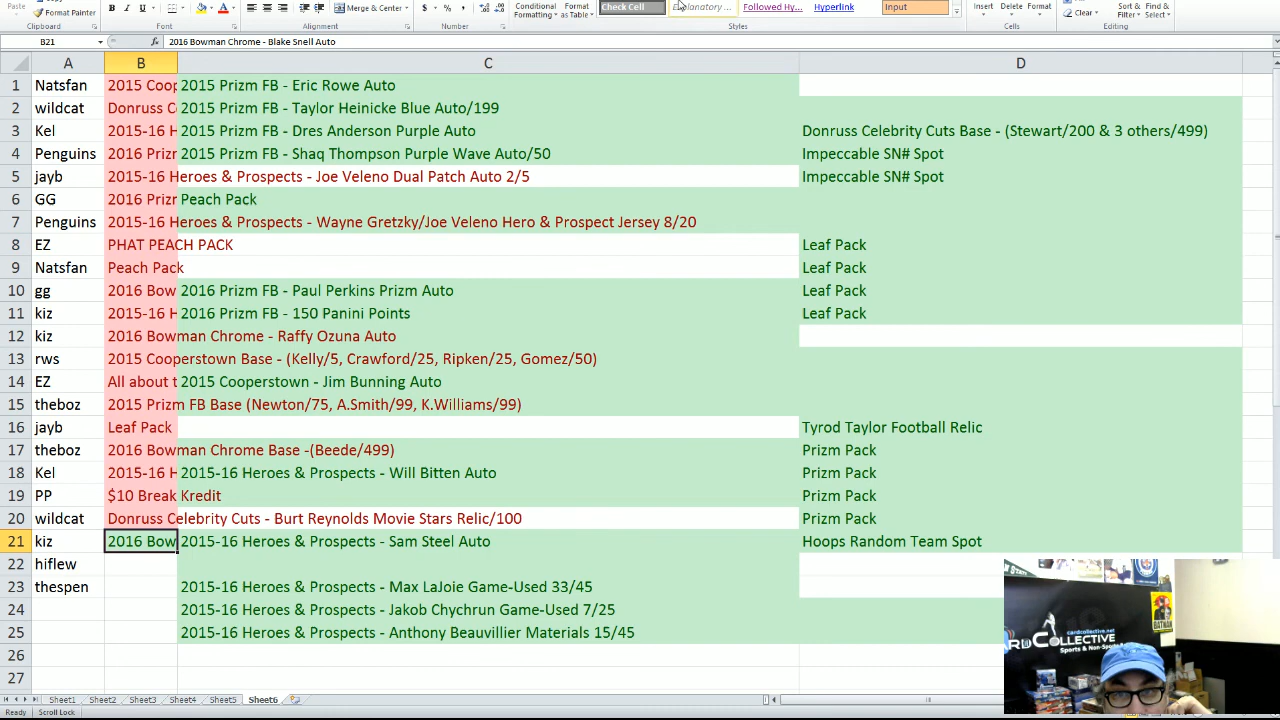 Paste Format Painter B I U A Merge & Center $ % , Conditional Format Check Cell Explanatory ... Followed Hy... Hyperlink Input Insert Delete Format Clear Sort & Find &
Formatting as Table Filter Select
Clipboard Font Alignment Number Styles Cells Editing
B21 fx 2016 Bowman Chrome - Blake Snell Auto
A B C D
1 Natsfan 2015 Coop 2015 Prizm FB - Eric Rowe Auto
2 wildcat Donruss C 2015 Prizm FB - Taylor Heinicke Blue Auto/199
3 Kel 2015-16 H 2015 Prizm FB - Dres Anderson Purple Auto Donruss Celebrity Cuts Base - (Stewart/200 & 3 others/499)
4 Penguins 2016 Prizr 2015 Prizm FB - Shaq Thompson Purple Wave Auto/50 Impeccable SN# Spot
5 jayb 2015-16 Heroes & Prospects - Joe Veleno Dual Patch Auto 2/5 Impeccable SN# Spot
6 GG 2016 Prizr Peach Pack
7 Penguins 2015-16 Heroes & Prospects - Wayne Gretzky/Joe Veleno Hero & Prospect Jersey 8/20
8 EZ PHAT PEACH PACK Leaf Pack
9 Natsfan Peach Pack Leaf Pack
10 gg 2016 Bow 2016 Prizm FB - Paul Perkins Prizm Auto Leaf Pack
11 kiz 2015-16 H 2016 Prizm FB - 150 Panini Points Leaf Pack
12 kiz 2016 Bowman Chrome - Raffy Ozuna Auto
13 rws 2015 Cooperstown Base - (Kelly/5, Crawford/25, Ripken/25, Gomez/50)
14 EZ All about t 2015 Cooperstown - Jim Bunning Auto
15 theboz 2015 Prizm FB Base (Newton/75, A.Smith/99, K.Williams/99)
16 jayb Leaf Pack Tyrod Taylor Football Relic
17 theboz 2016 Bowman Chrome Base -(Beede/499) Prizm Pack
18 Kel 2015-16 H 2015-16 Heroes & Prospects - Will Bitten Auto Prizm Pack
19 PP $10 Break Kredit Prizm Pack
20 wildcat Donruss Celebrity Cuts - Burt Reynolds Movie Stars Relic/100 Prizm Pack
21 kiz 2016 Bow 2015-16 Heroes & Prospects - Sam Steel Auto Hoops Random Team Spot
22 hiflew
23 thespen 2015-16 Heroes & Prospects - Max LaJoie Game-Used 33/45
24 2015-16 Heroes & Prospects - Jakob Chychrun Game-Used 7/25
25 2015-16 Heroes & Prospects - Anthony Beauvillier Materials 15/45
26
27
cardcollective.net
ARD COLLECTIVE
Sports & Non-Sports
Sheet1 Sheet2 Sheet3 Sheet4 Sheet5 Sheet6
Ready Scroll Lock